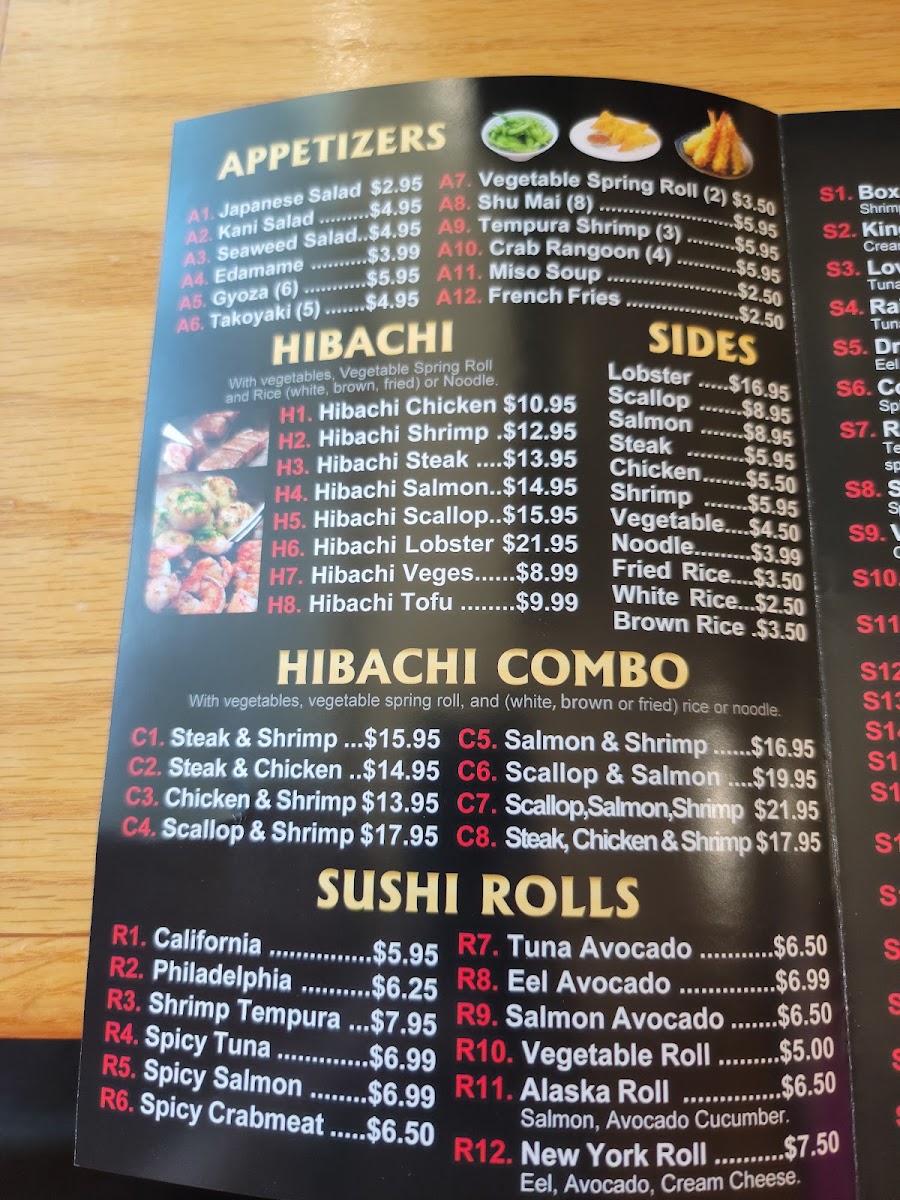 APPETIZERS
A1. Japanese Salad $2.95
A2. Kani Salad .........$4.95
A3. Seaweed Salad..$4.95
A4. Edamame ..........$3.99
A5. Gyoza (6) ...........$5.95
A6. Takoyaki (5) .......$4.95
A7. Vegetable Spring Roll (2) $3.50
A8. Shu Mai (8) ......................$5.95
A9. Tempura Shrimp (3) ........$5.95
A10. Crab Rangoon (4) ..........$5.95
A11. Miso Soup .....................$2.50
A12. French Fries ..................$2.50
HIBACHI
With vegetables, Vegetable Spring Roll
and Rice (white, brown, fried) or Noodle.
H1. Hibachi Chicken $10.95
H2. Hibachi Shrimp .$12.95
H3. Hibachi Steak ....$13.95
H4. Hibachi Salmon..$14.95
H5. Hibachi Scallop..$15.95
H6. Hibachi Lobster $21.95
H7. Hibachi Veges......$8.99
H8. Hibachi Tofu ........$9.99
SIDES
Lobster .....$16.95
Scallop .......$8.95
Salmon .......$8.95
Steak ........$5.95
Chicken.......$5.50
Shrimp .......$5.95
Vegetable....$4.50
Noodle.........$3.99
Fried Rice....$3.50
White Rice...$2.50
Brown Rice .$3.50
HIBACHI COMBO
With vegetables, vegetable spring roll, and (white, brown or fried) rice or noodle.
C1. Steak & Shrimp ...$15.95
C2. Steak & Chicken ..$14.95
C3. Chicken & Shrimp $13.95
C4. Scallop & Shrimp $17.95
C5. Salmon & Shrimp ......$16.95
C6. Scallop & Salmon ....$19.95
C7. Scallop,Salmon,Shrimp $21.95
C8. Steak, Chicken & Shrimp $17.95
SUSHI ROLLS
R1. California ...............$5.95
R2. Philadelphia ..........$6.25
R3. Shrimp Tempura ...$7.95
R4. Spicy Tuna .............$6.99
R5. Spicy Salmon ........$6.99
R6. Spicy Crabmeat .....$6.50
R7. Tuna Avocado ...........$6.50
R8. Eel Avocado ..............$6.99
R9. Salmon Avocado .......$6.50
R10. Vegetable Roll .........$5.00
R11. Alaska Roll ..............$6.50
Salmon, Avocado Cucumber.
R12. New York Roll ..........$7.50
Eel, Avocado, Cream Cheese.
S1.
S2.
S3.
S4.
Tuna
S5.
Eel
S6.
S7.
S8.
S9.
S10.
S11
S12